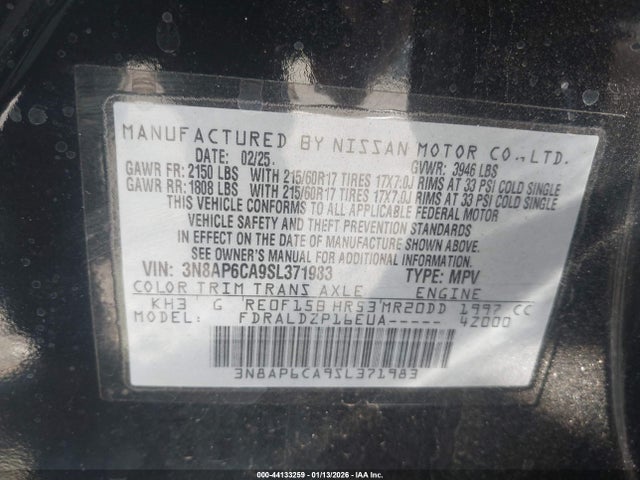 MANUFACTURED BY NISSAN MOTOR CO.,LTD.
DATE: 02/25. GVWR: 3946 LBS
GAWR FR: 2150 LBS WITH 215/60R17 TIRES 17X7.0J RIMS AT 33 PSI COLD SINGLE
GAWR RR: 1808 LBS WITH 215/60R17 TIRES 17X7.0J RIMS AT 33 PSI COLD SINGLE
THIS VEHICLE CONFORMS TO ALL APPLICABLE FEDERAL MOTOR
VEHICLE SAFETY AND THEFT PREVENTION STANDARDS
IN EFFECT ON THE DATE OF MANUFACTURE SHOWN ABOVE.
SEE OWNER'S MANUAL FOR ADDITIONAL INFORMATION.
VIN: 3N8AP6CA9SL371983 TYPE: MPV
COLOR TRIM TRANS AXLE ENGINE
KH3 G RE0F15B HR53 MR20DD 1997 CC
MODEL: FDRALDZP16EUA----- 4Z000
3N8AP6CA9SL371983
000-44133259 | 01/13/2026 | IAA Inc.